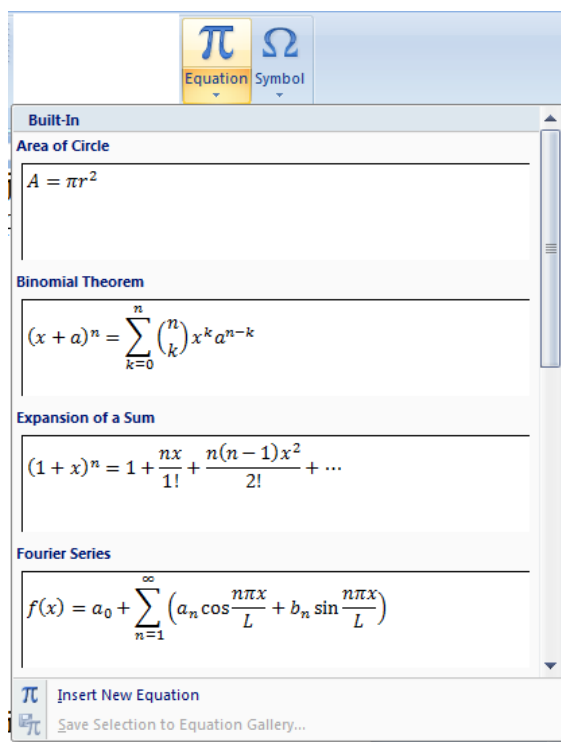 π Ω
Equation Symbol
Built-In
Area of Circle
A = πr²
Binomial Theorem
(x + a)ⁿ = ∑ₖ₌₀ⁿ (n k) xᵏaⁿ⁻ᵏ
Expansion of a Sum
(1 + x)ⁿ = 1 + nx/1! + n(n − 1)x²/2! + ⋯
Fourier Series
f(x) = a₀ + ∑ₙ₌₁^∞ (aₙ cos nπx/L + bₙ sin nπx/L)
π Insert New Equation
π Save Selection to Equation Gallery...